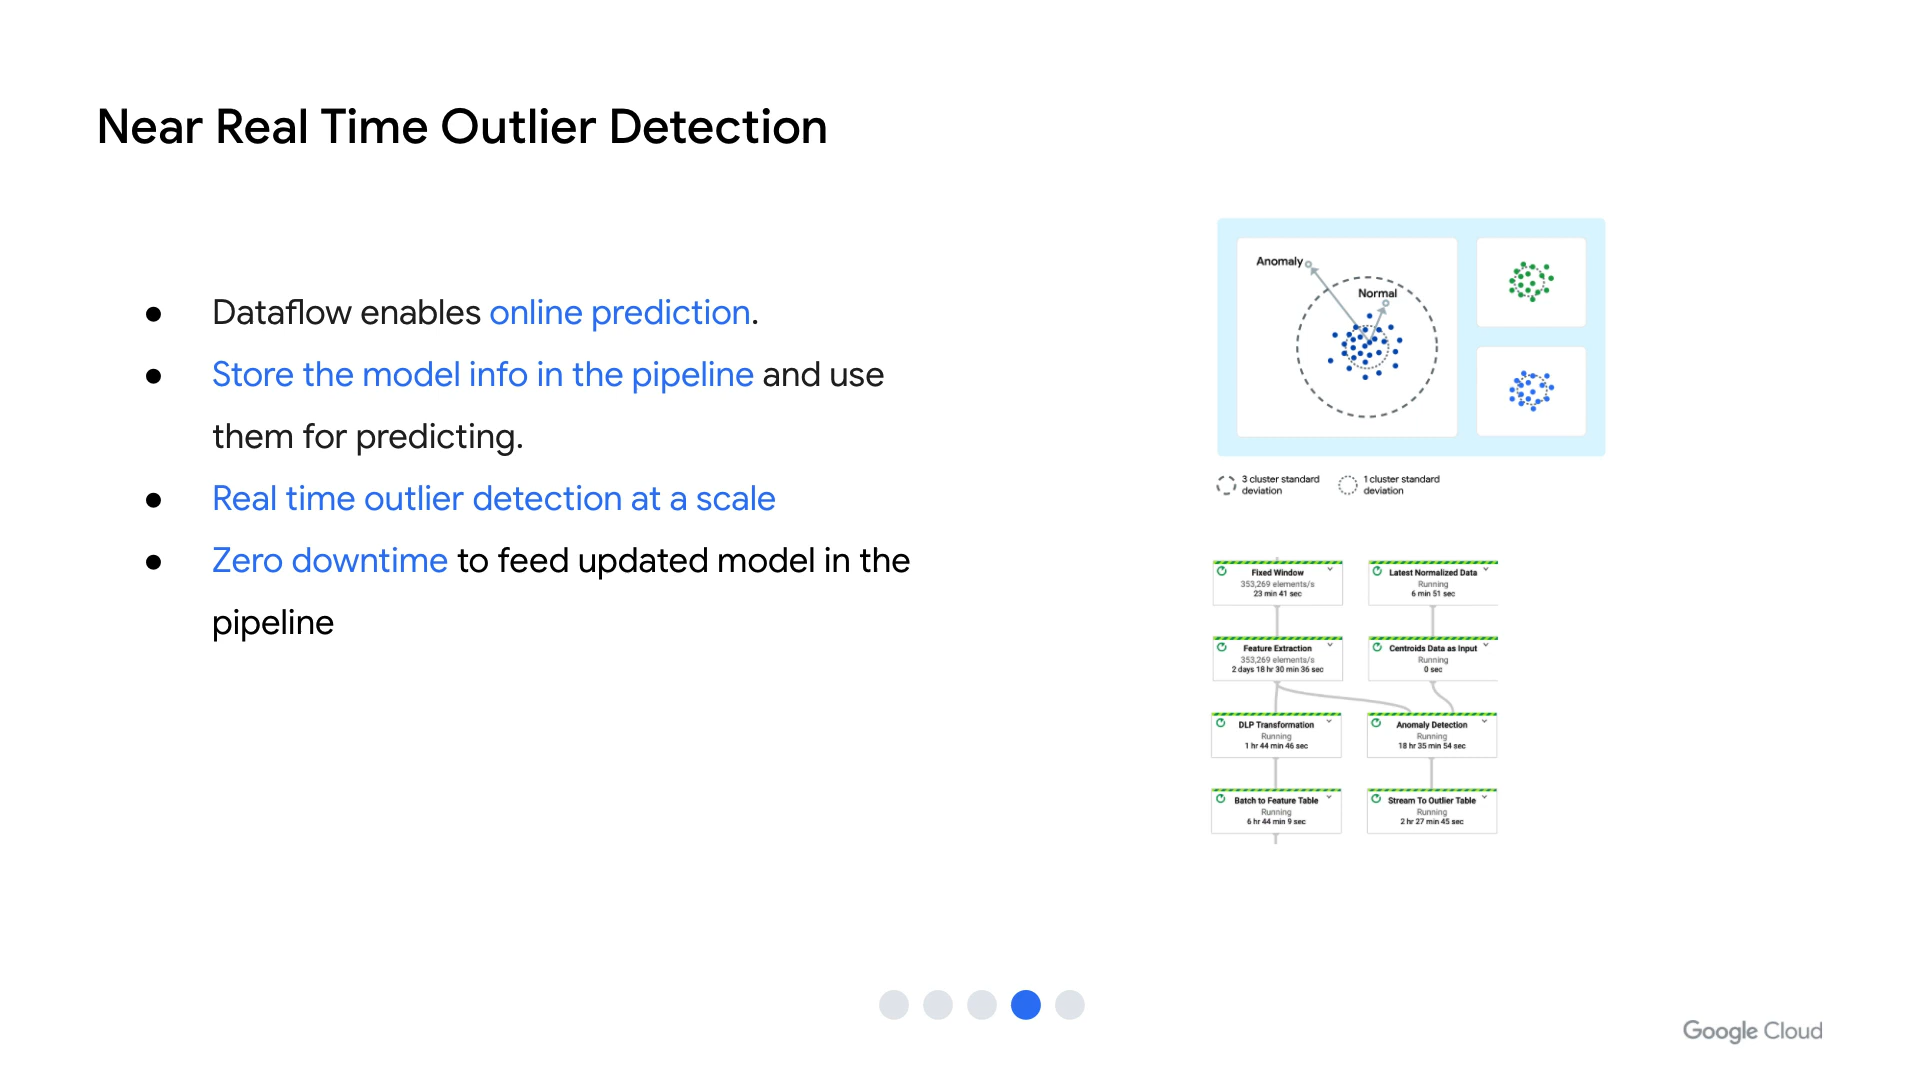 Near Real Time Outlier Detection
● Dataflow enables online prediction.
● Store the model info in the pipeline and use
them for predicting.
● Real time outlier detection at a scale
● Zero downtime to feed updated model in the
pipeline
Anomaly
Normal
3 cluster standard
deviation
1 cluster standard
deviation
Fixed Window
353,269 elements/s
23 min 41 sec
Latest Normalized Data
Running
6 min 51 sec
Feature Extraction
353,269 elements/s
2 days 18 hr 30 min 36 sec
Centroids Data as Input
Running
0 sec
DLP Transformation
Running
1 hr 44 min 46 sec
Anomaly Detection
Running
18 hr 35 min 54 sec
Batch to Feature Table
Running
6 hr 44 min 9 sec
Stream To Outlier Table
Running
2 hr 27 min 45 sec
Google Cloud